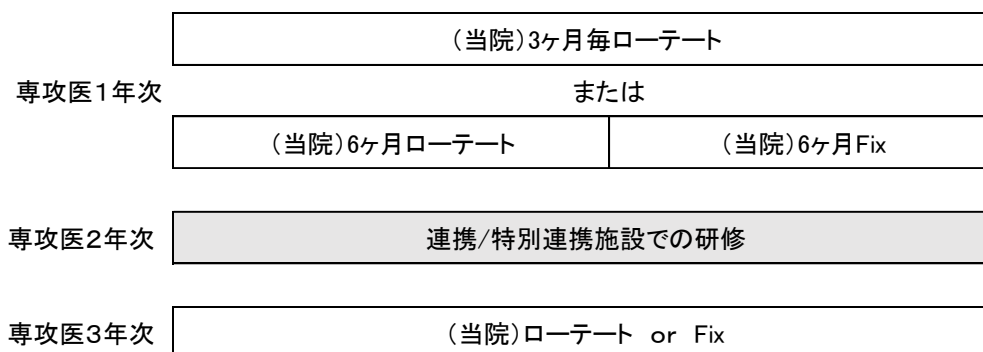 (当院)3ヶ月毎ローテート
専攻医1年次 または
(当院)6ヶ月ローテート (当院)6ヶ月Fix
専攻医2年次 連携/特別連携施設での研修
専攻医3年次 (当院)ローテート or Fix